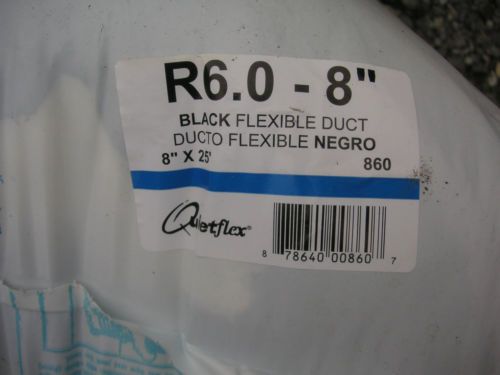 R6.0 - 8"
BLACK FLEXIBLE DUCT
DUCTO FLEXIBLE NEGRO
8" X 25' 860
Quietflex®
8 78640 00860 7